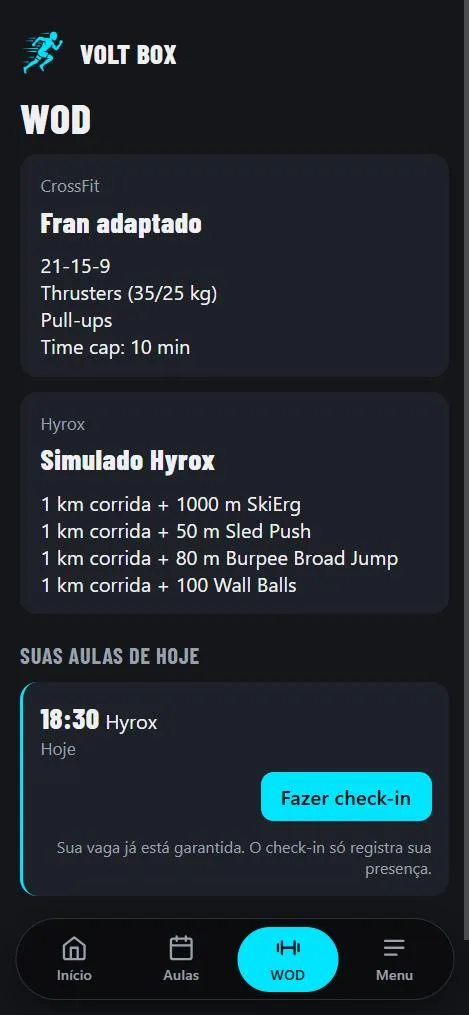 VOLT BOX
WOD
CrossFit
Fran adaptado
21-15-9
Thrusters (35/25 kg)
Pull-ups
Time cap: 10 min
Hyrox
Simulado Hyrox
1 km corrida + 1000 m SkiErg
1 km corrida + 50 m Sled Push
1 km corrida + 80 m Burpee Broad Jump
1 km corrida + 100 Wall Balls
SUAS AULAS DE HOJE
18:30 Hyrox
Hoje
Fazer check-in
Sua vaga já está garantida. O check-in só registra sua
presença.
Início
Aulas
WOD
Menu